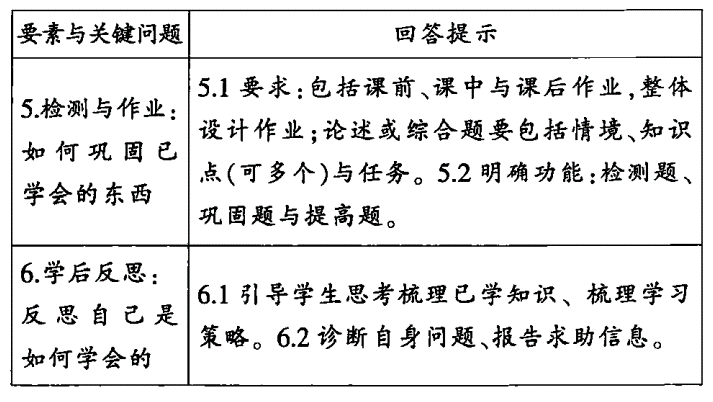 要素与关键问题
回答提示
5.检测与作业:
如何巩固已
学会的东西
5.1 要求:包括课前、课中与课后作业,整体
设计作业;论述或综合题要包括情境、知识
点(可多个)与任务。5.2 明确功能:检测题、
巩固题与提高题。
6.学后反思:
反思自己是
如何学会的
6.1 引导学生思考梳理已学知识、梳理学习
策略。6.2 诊断自身问题、报告求助信息。